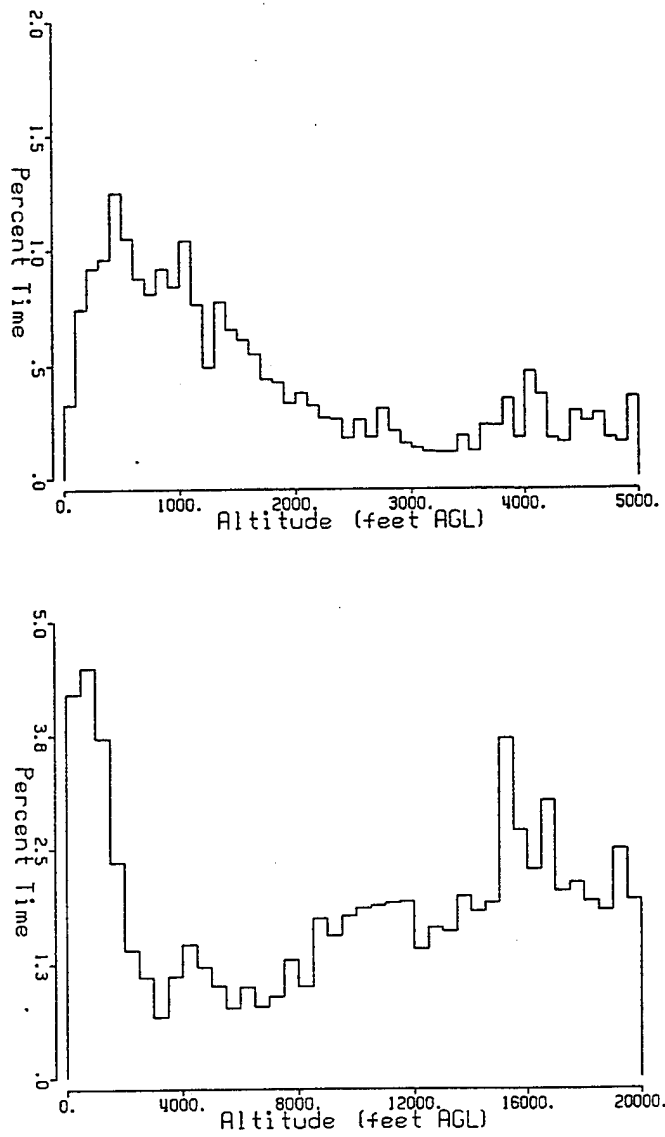 2.0
1.5
1.0
.5
.0
Percent Time
0. 1000. 2000. 3000. 4000. 5000.
Altitude (feet AGL)
5.0
3.8
2.5
1.3
.0
Percent Time
0. 4000. 8000. 12000. 16000. 20000.
Altitude (feet AGL)